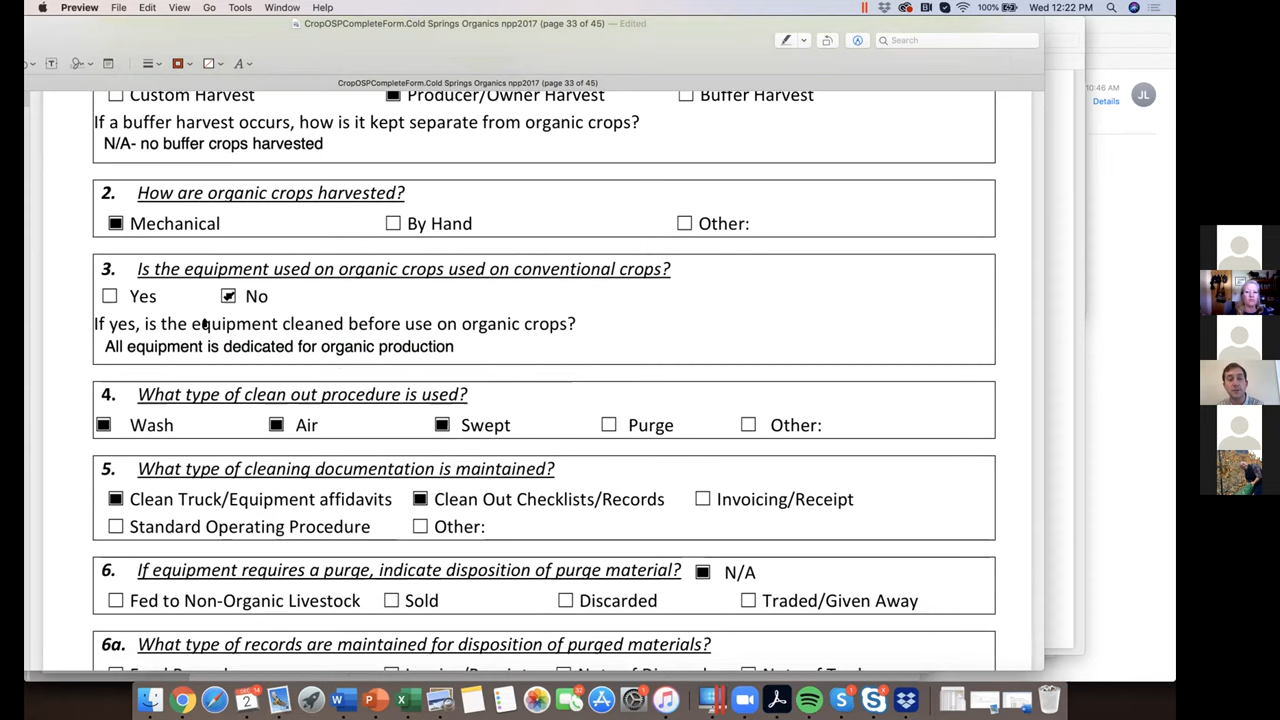 Preview File Edit View Go Tools Window Help 100% Wed 12:22 PM
CropOSPCompleteForm.Cold Springs Organics npp2017 (page 33 of 45) — Edited
Search
CropOSPCompleteForm.Cold Springs Organics npp2017 (page 33 of 45)
10:46 AM
Details
JL
Custom Harvest Producer/Owner Harvest Buffer Harvest
If a buffer harvest occurs, how is it kept separate from organic crops?
N/A- no buffer crops harvested
2. How are organic crops harvested?
Mechanical By Hand Other:
3. Is the equipment used on organic crops used on conventional crops?
Yes No
If yes, is the equipment cleaned before use on organic crops?
All equipment is dedicated for organic production
4. What type of clean out procedure is used?
Wash Air Swept Purge Other:
5. What type of cleaning documentation is maintained?
Clean Truck/Equipment affidavits Clean Out Checklists/Records Invoicing/Receipt
Standard Operating Procedure Other:
6. If equipment requires a purge, indicate disposition of purge material? N/A
Fed to Non-Organic Livestock Sold Discarded Traded/Given Away
6a. What type of records are maintained for disposition of purged materials?